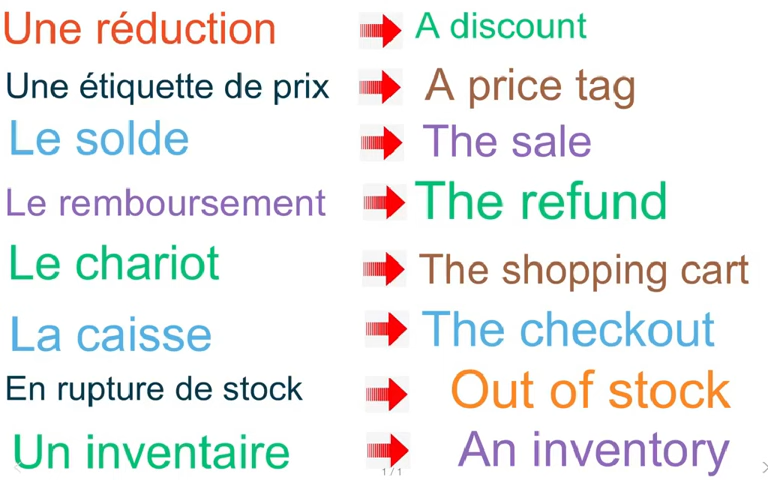 Une réduction A discount
Une étiquette de prix A price tag
Le solde The sale
Le remboursement The refund
Le chariot The shopping cart
La caisse The checkout
En rupture de stock Out of stock
Un inventaire An inventory
1 / 1